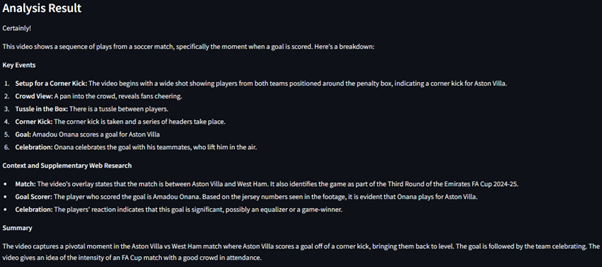 Analysis Result
Certainly!
This video shows a sequence of plays from a soccer match, specifically the moment when a goal is scored. Here's a breakdown:
Key Events
1. Setup for a Corner Kick: The video begins with a wide shot showing players from both teams positioned around the penalty box, indicating a corner kick for Aston Villa.
2. Crowd View: A pan into the crowd, reveals fans cheering.
3. Tussle in the Box: There is a tussle between players.
4. Corner Kick: The corner kick is taken and a series of headers take place.
5. Goal: Amadou Onana scores a goal for Aston Villa
6. Celebration: Onana celebrates the goal with his teammates, who lift him in the air.
Context and Supplementary Web Research
• Match: The video's overlay states that the match is between Aston Villa and West Ham. It also identifies the game as part of the Third Round of the Emirates FA Cup 2024-25.
• Goal Scorer: The player who scored the goal is Amadou Onana. Based on the jersey numbers seen in the footage, it is evident that Onana plays for Aston Villa.
• Celebration: The players' reaction indicates that this goal is significant, possibly an equalizer or a game-winner.
Summary
The video captures a pivotal moment in the Aston Villa vs West Ham match where Aston Villa scores a goal off of a corner kick, bringing them back to level. The goal is followed by the team celebrating. The
video gives an idea of the intensity of an FA Cup match with a good crowd in attendance.